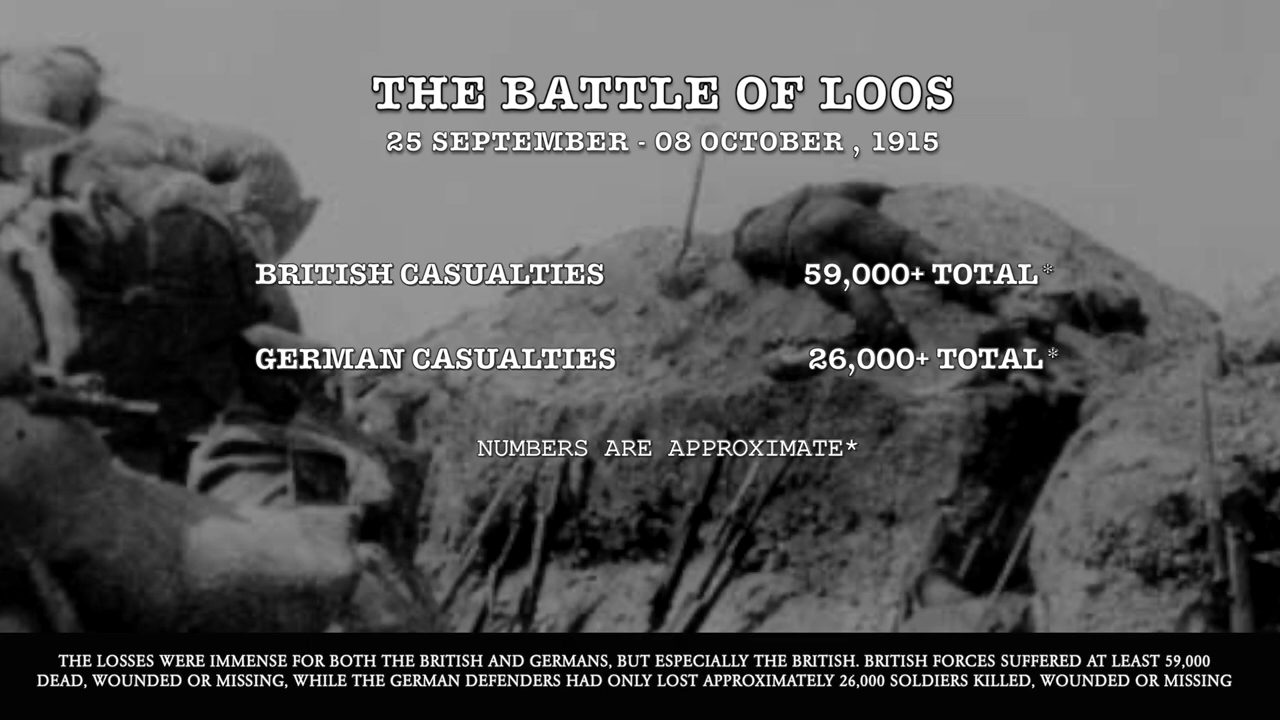 THE BATTLE OF LOOS
25 SEPTEMBER - 08 OCTOBER , 1915
BRITISH CASUALTIES 59,000+ TOTAL*
GERMAN CASUALTIES 26,000+ TOTAL*
NUMBERS ARE APPROXIMATE*
THE LOSSES WERE IMMENSE FOR BOTH THE BRITISH AND GERMANS, BUT ESPECIALLY THE BRITISH. BRITISH FORCES SUFFERED AT LEAST 59,000
DEAD, WOUNDED OR MISSING, WHILE THE GERMAN DEFENDERS HAD ONLY LOST APPROXIMATELY 26,000 SOLDIERS KILLED, WOUNDED OR MISSING